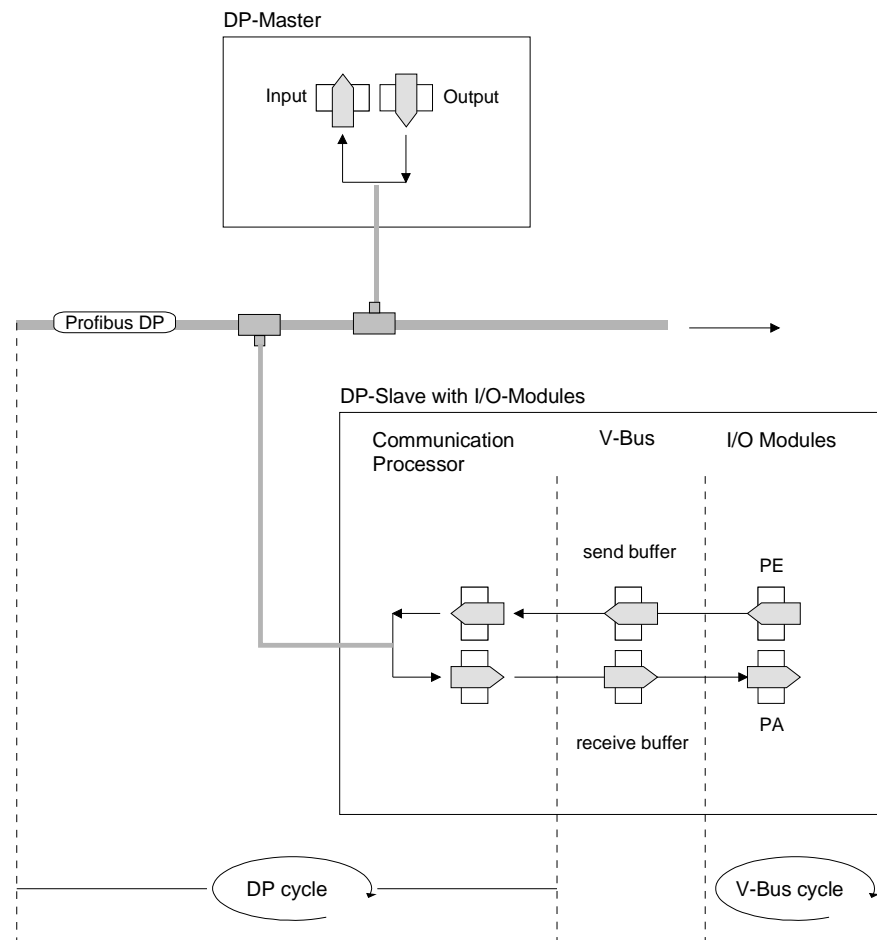 DP-Master
Input
Output
Profibus DP
DP-Slave with I/O-Modules
Communication
Processor
V-Bus
I/O Modules
send buffer
PE
receive buffer
PA
DP cycle
V-Bus cycle